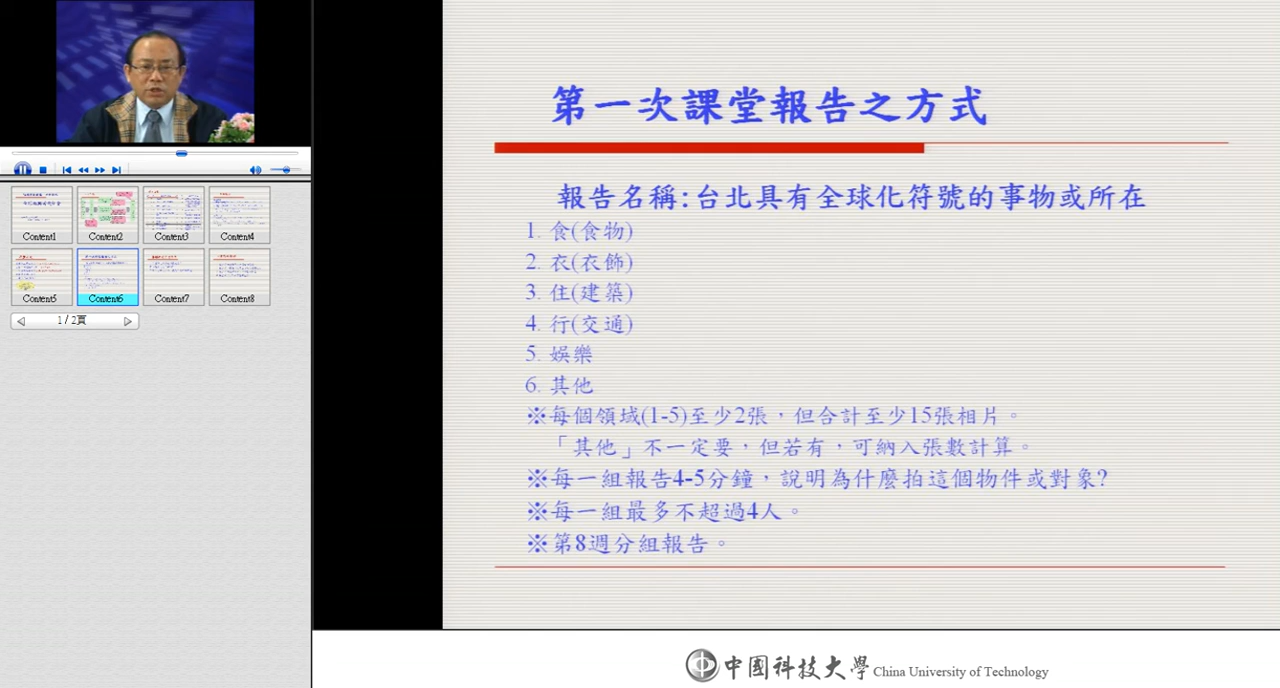 Content1
Content2
Content3
Content4
Content5
Content6
Content7
Content8
1 / 2頁
第一次課堂報告之方式
報告名稱:台北具有全球化符號的事物或所在
1. 食(食物)
2. 衣(衣飾)
3. 住(建築)
4. 行(交通)
5. 娛樂
6. 其他
※每個領域(1-5)至少2張，但合計至少15張相片。
「其他」不一定要，但若有，可納入張數計算。
※每一組報告4-5分鐘，說明為什麼拍這個物件或對象?
※每一組最多不超過4人。
※第8週分組報告。
中國科技大學 China University of Technology